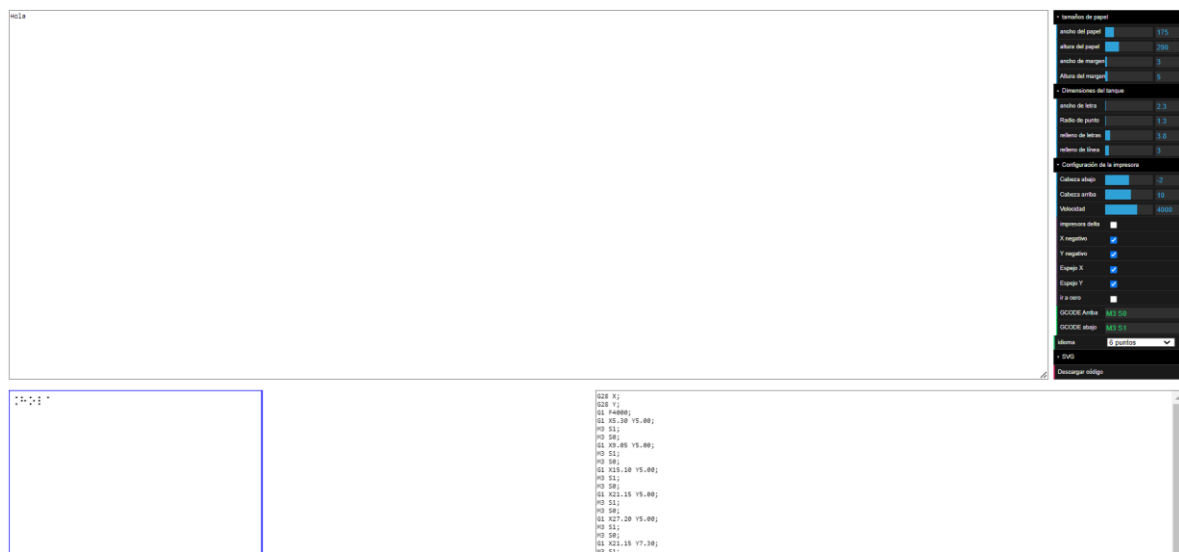 Hola
tamaños de papel
ancho del papel 175
altura del papel 290
ancho de margen 3
Altura del margen 5
Dimensiones del tanque
ancho de letra 2.3
Radio de punto 1.3
relleno de letras 3.8
relleno de línea 3
Configuración de la impresora
Cabeza abajo -2
Cabeza arriba 10
Velocidad 4000
impresora delta
X negativo
Y negativo
Espejo X
Espejo Y
ir a cero
GCODE Arriba M3 S0
GCODE abajo M3 S1
idioma 6 puntos
SVG
Descargar código
⠨⠓⠕⠇⠁
G28 X;
G28 Y;
G1 F4000;
G1 X5.30 Y5.00;
M3 S1;
M3 S0;
G1 X9.05 Y5.00;
M3 S1;
M3 S0;
G1 X15.10 Y5.00;
M3 S1;
M3 S0;
G1 X21.15 Y5.00;
M3 S1;
M3 S0;
G1 X27.20 Y5.00;
M3 S1;
M3 S0;
G1 X21.15 Y7.30;
M3 S1;